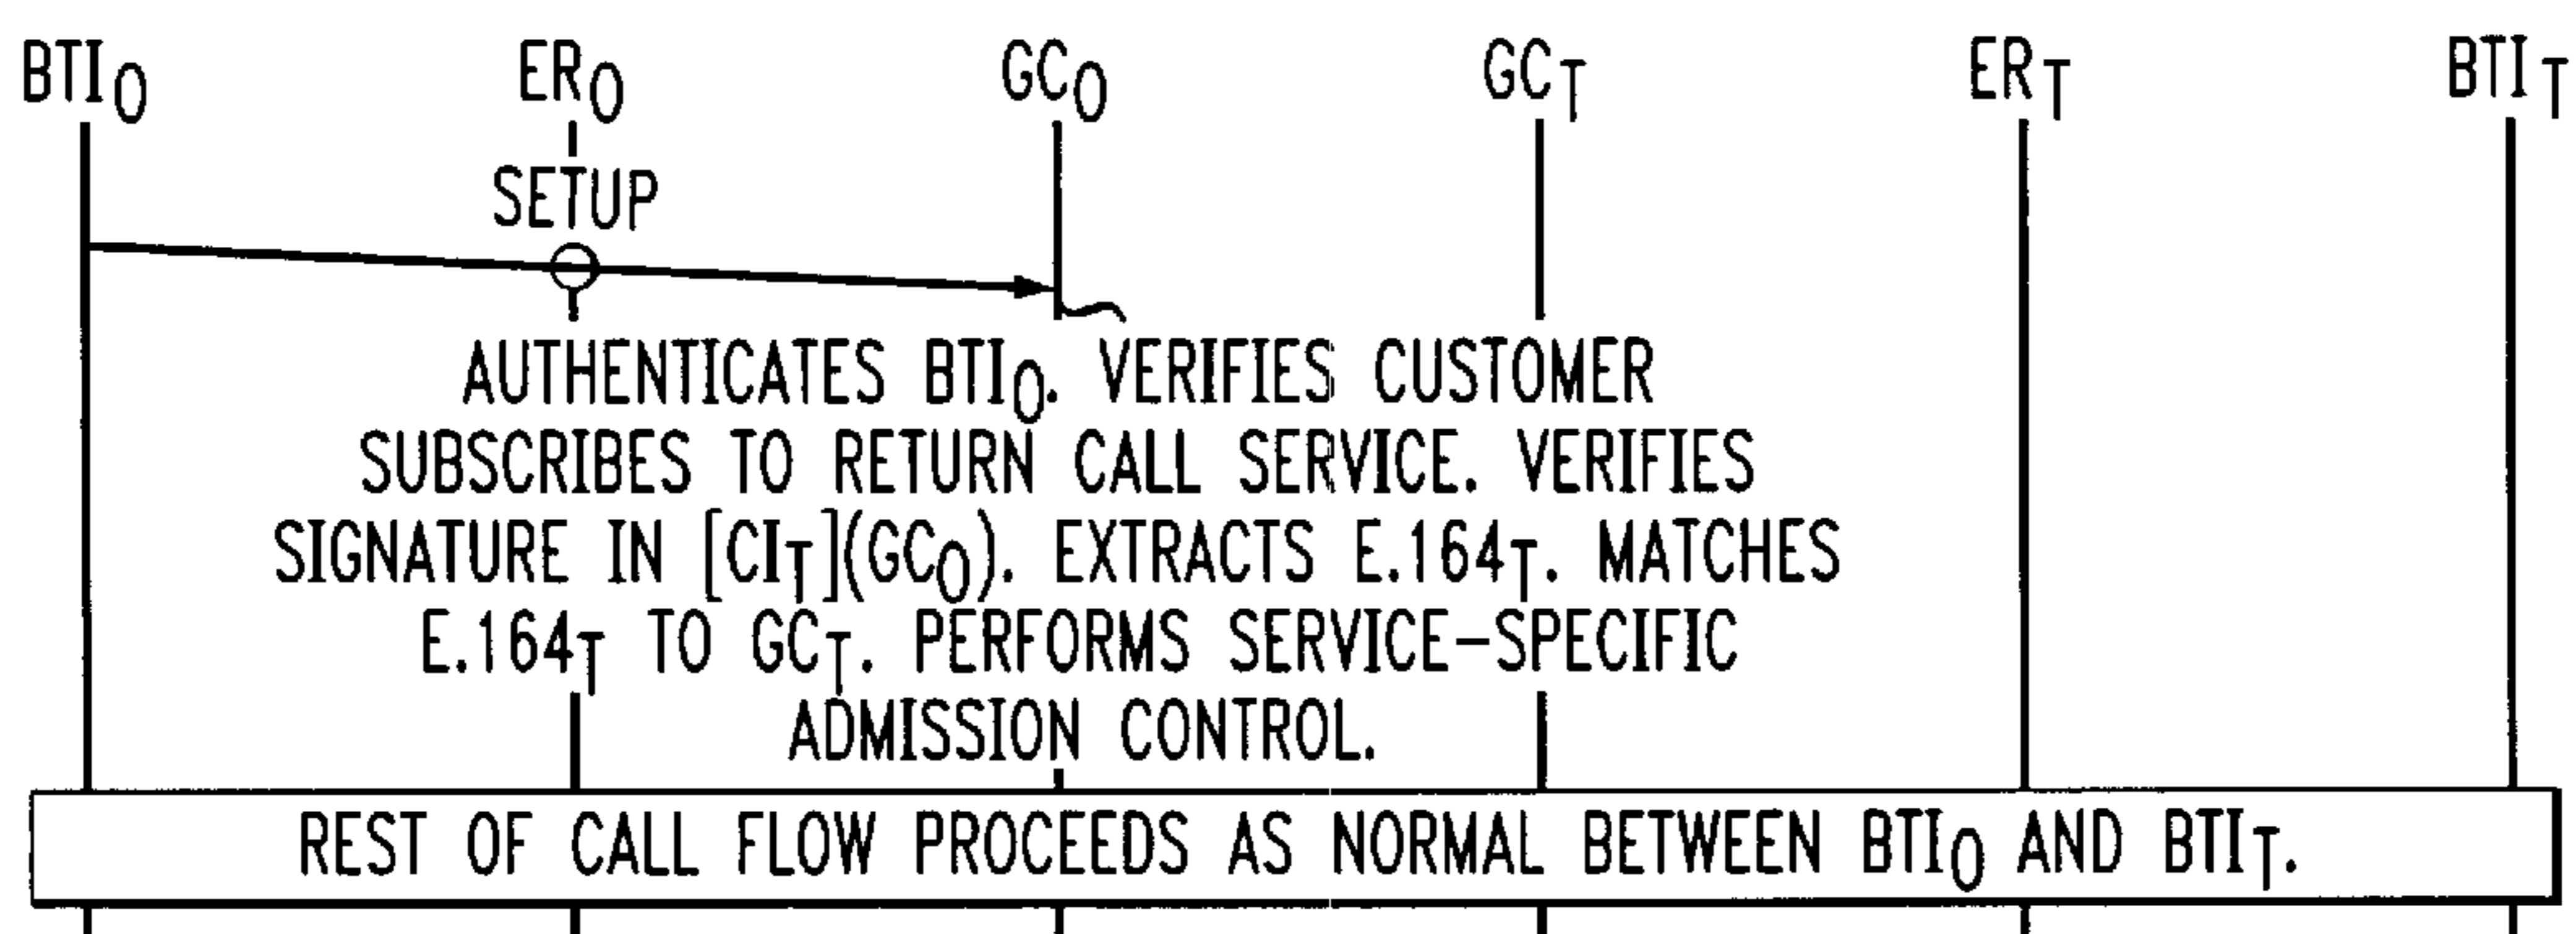 BTIO ERO GCO GCT ERT BTIT
SETUP
AUTHENTICATES BTIO. VERIFIES CUSTOMER
SUBSCRIBES TO RETURN CALL SERVICE. VERIFIES
SIGNATURE IN [CIT](GCO). EXTRACTS E.164T. MATCHES
E.164T TO GCT. PERFORMS SERVICE-SPECIFIC
ADMISSION CONTROL.
REST OF CALL FLOW PROCEEDS AS NORMAL BETWEEN BTIO AND BTIT.